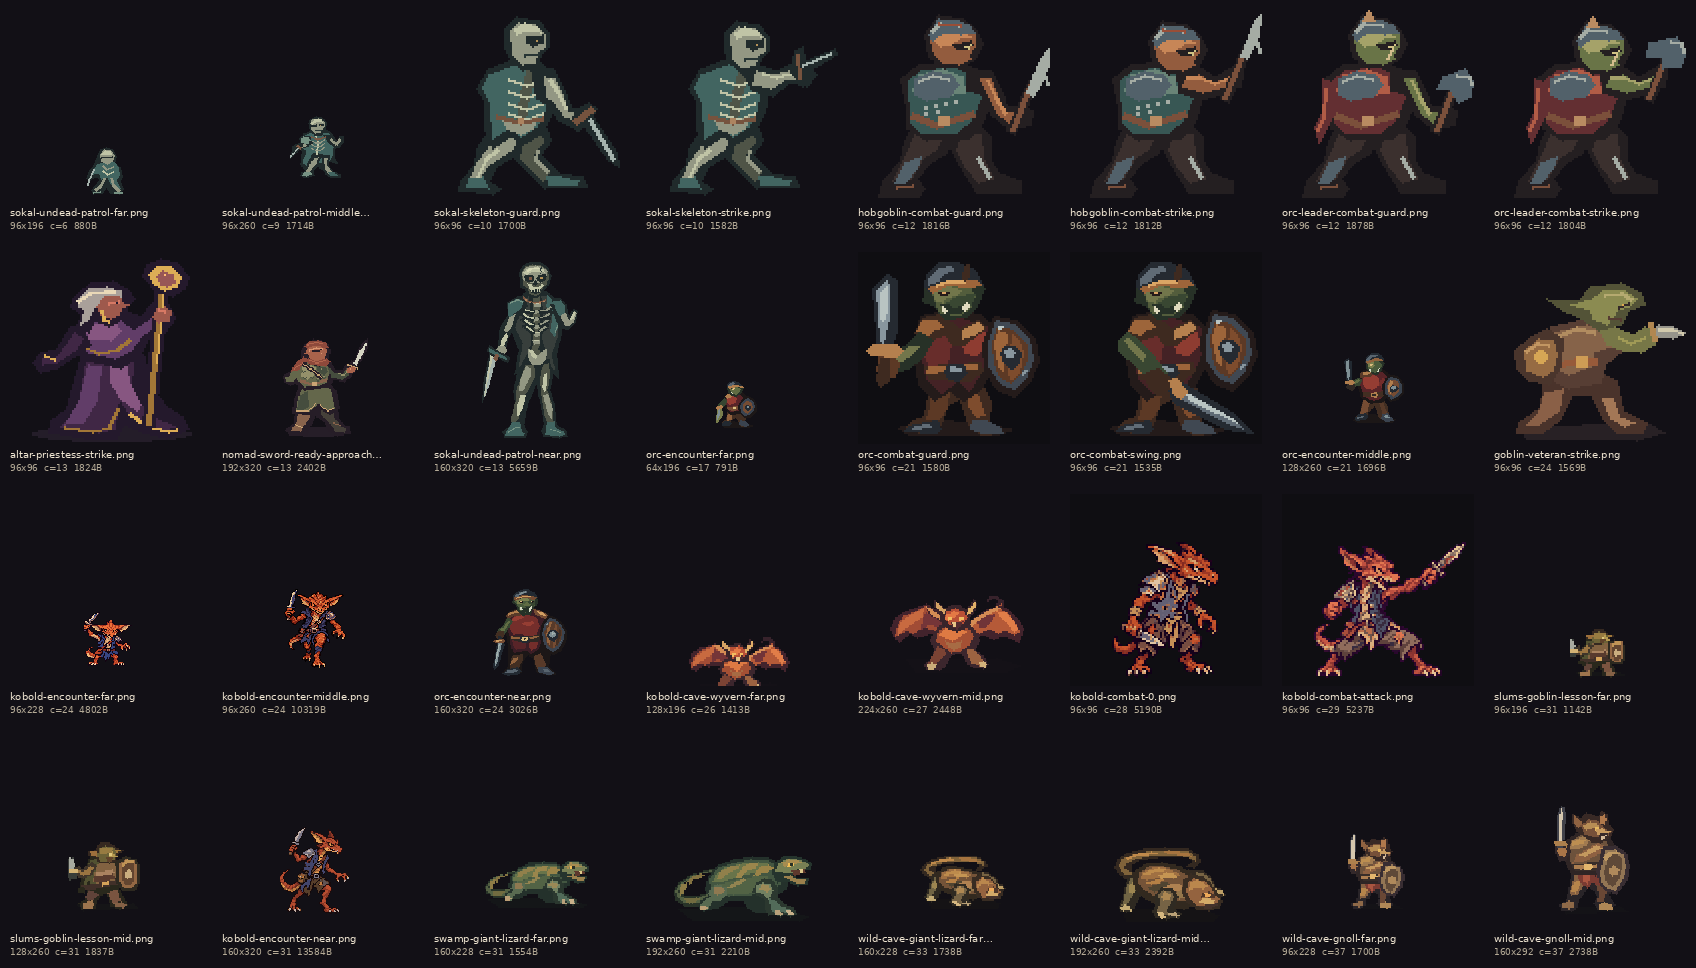 sokal-undead-patrol-far.png
96x196 c=6 880B
sokal-undead-patrol-middle...
96x260 c=9 1714B
sokal-skeleton-guard.png
96x96 c=10 1700B
sokal-skeleton-strike.png
96x96 c=10 1582B
hobgoblin-combat-guard.png
96x96 c=12 1816B
hobgoblin-combat-strike.png
96x96 c=12 1812B
orc-leader-combat-guard.png
96x96 c=12 1878B
orc-leader-combat-strike.png
96x96 c=12 1804B
altar-priestess-strike.png
96x96 c=13 1824B
nomad-sword-ready-approach...
192x320 c=13 2402B
sokal-undead-patrol-near.png
160x320 c=13 5659B
orc-encounter-far.png
64x196 c=17 791B
orc-combat-guard.png
96x96 c=21 1580B
orc-combat-swing.png
96x96 c=21 1535B
orc-encounter-middle.png
128x260 c=21 1696B
goblin-veteran-strike.png
96x96 c=24 1569B
kobold-encounter-far.png
96x228 c=24 4802B
kobold-encounter-middle.png
96x260 c=24 10319B
orc-encounter-near.png
160x320 c=24 3026B
kobold-cave-wyvern-far.png
128x196 c=26 1413B
kobold-cave-wyvern-mid.png
224x260 c=27 2448B
kobold-combat-0.png
96x96 c=28 5190B
kobold-combat-attack.png
96x96 c=29 5237B
slums-goblin-lesson-far.png
96x196 c=31 1142B
slums-goblin-lesson-mid.png
128x260 c=31 1837B
kobold-encounter-near.png
160x320 c=31 13584B
swamp-giant-lizard-far.png
160x228 c=31 1554B
swamp-giant-lizard-mid.png
192x260 c=31 2210B
wild-cave-giant-lizard-far...
160x228 c=33 1738B
wild-cave-giant-lizard-mid...
192x260 c=33 2392B
wild-cave-gnoll-far.png
96x228 c=37 1700B
wild-cave-gnoll-mid.png
160x292 c=37 2738B